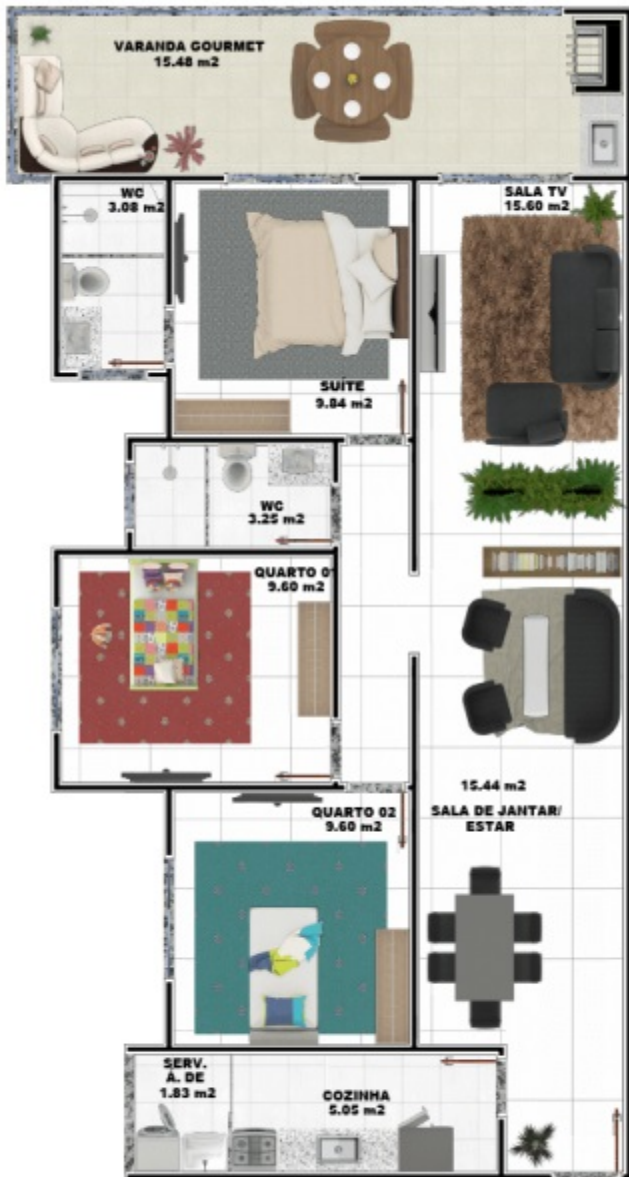 VARANDA GOURMET
15.48 m2
WC
3.08 m2
SALA TV
15.60 m2
SUÍTE
9.84 m2
WC
3.25 m2
QUARTO 01
9.60 m2
15.44 m2
SALA DE JANTAR/
ESTAR
QUARTO 02
9.60 m2
SERV.
Á. DE
1.83 m2
COZINHA
5.05 m2